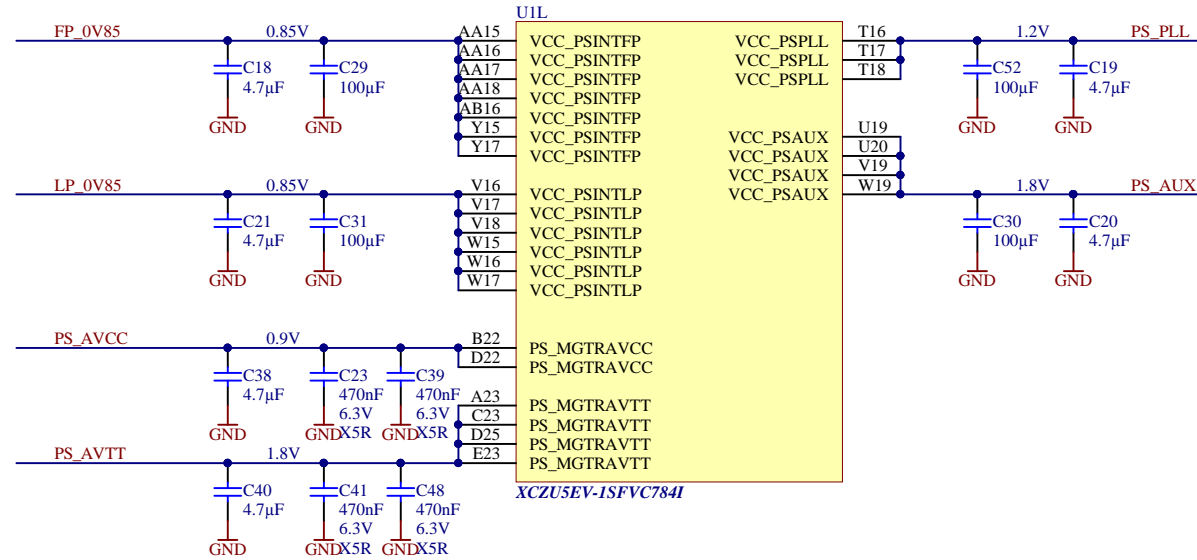 U1L
FP_0V85 0.85V AA15 VCC_PSINTFP VCC_PSPLL T16 1.2V PS_PLL
AA16 VCC_PSINTFP VCC_PSPLL T17
C18 C29 AA17 VCC_PSINTFP VCC_PSPLL T18 C52 C19
4.7µF 100µF AA18 VCC_PSINTFP 100µF 4.7µF
AB16 VCC_PSINTFP
GND GND Y15 VCC_PSINTFP VCC_PSAUX U19 GND GND
Y17 VCC_PSINTFP VCC_PSAUX U20
VCC_PSAUX V19
LP_0V85 0.85V V16 VCC_PSINTLP VCC_PSAUX W19 1.8V PS_AUX
V17 VCC_PSINTLP
C21 C31 V18 VCC_PSINTLP C30 C20
4.7µF 100µF W15 VCC_PSINTLP 100µF 4.7µF
W16 VCC_PSINTLP
GND GND W17 VCC_PSINTLP GND GND
PS_AVCC 0.9V B22 PS_MGTRAVCC
D22 PS_MGTRAVCC
C38 C23 C39
4.7µF 470nF 470nF A23 PS_MGTRAVTT
6.3V 6.3V C23 PS_MGTRAVTT
GND GND X5R GND X5R D25 PS_MGTRAVTT
PS_AVTT 1.8V E23 PS_MGTRAVTT
C40 C41 C48 XCZU5EV-1SFVC784I
4.7µF 470nF 470nF
6.3V 6.3V
GND GND X5R GND X5R